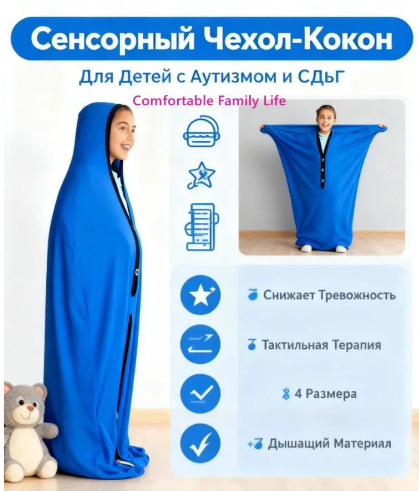 Сенсорный Чехол-Кокон
Для Детей с Аутизмом и СДЬГ
Comfortable Family Life
Снижает Тревожность
Тактильная Терапия
4 Размера
Дышащий Материал